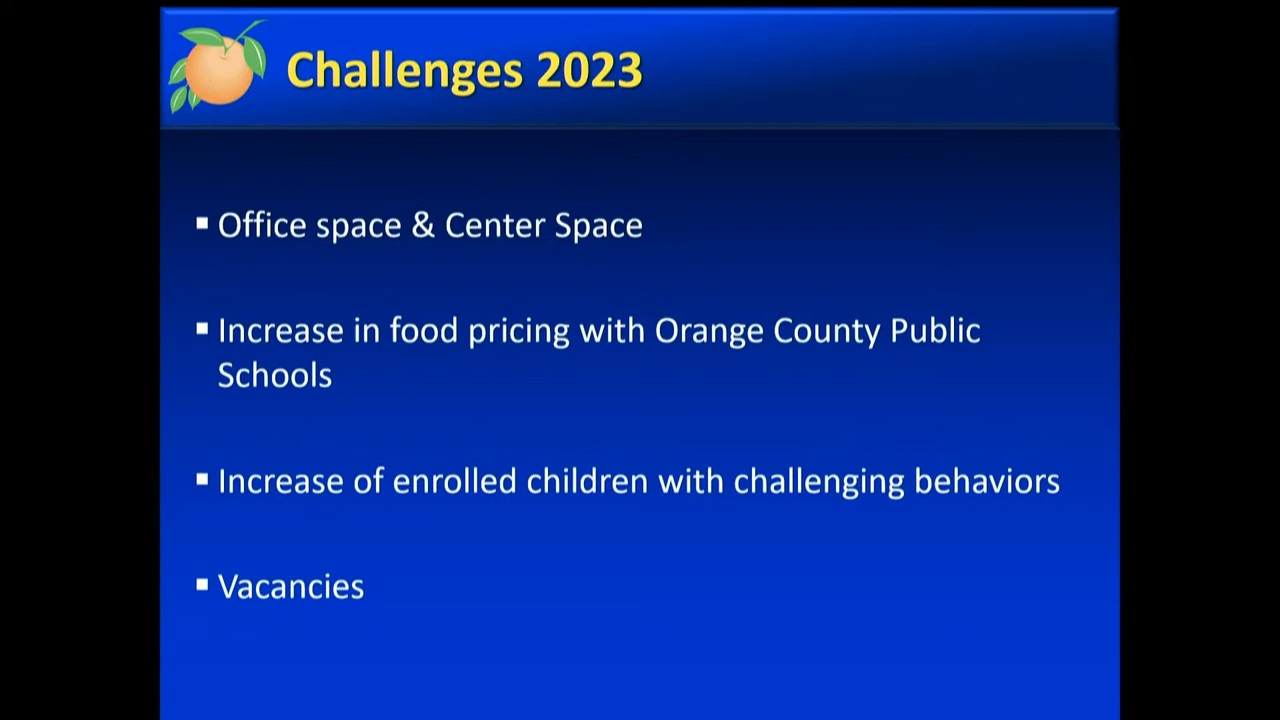 Challenges 2023
▪ Office space & Center Space
▪ Increase in food pricing with Orange County Public
Schools
▪ Increase of enrolled children with challenging behaviors
▪ Vacancies